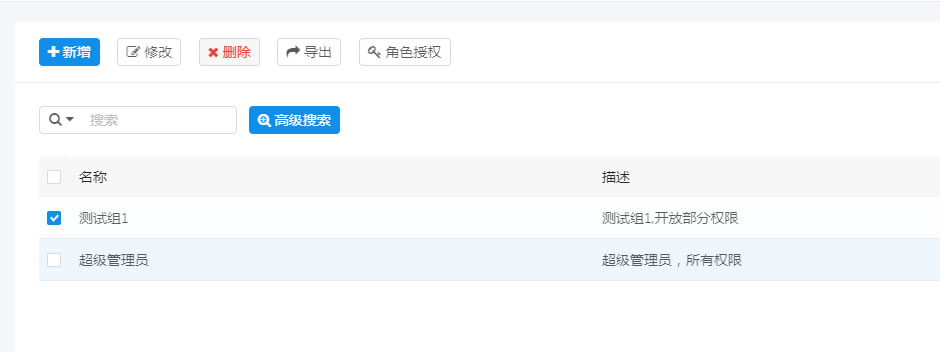 新增 修改 删除 导出 角色授权
搜索 高级搜索
名称 描述
测试组1 测试组1,开放部分权限
超级管理员 超级管理员，所有权限